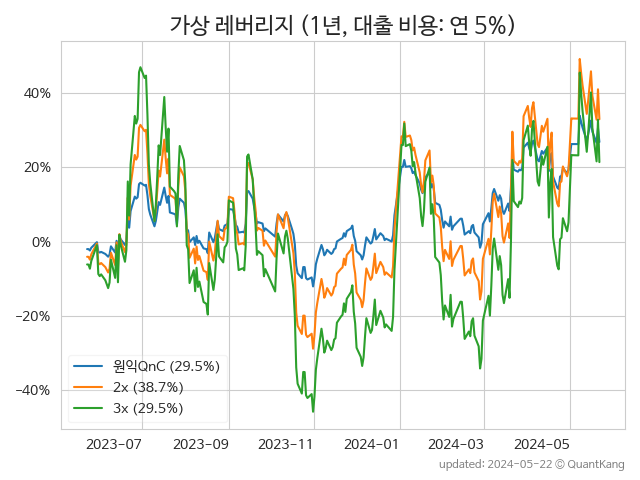 가상 레버리지 (1년, 대출 비용: 연 5%)
40%
20%
0%
−20%
−40%
원익QnC (29.5%)
2x (38.7%)
3x (29.5%)
2023-07 2023-09 2023-11 2024-01 2024-03 2024-05
updated: 2024-05-22 © QuantKang